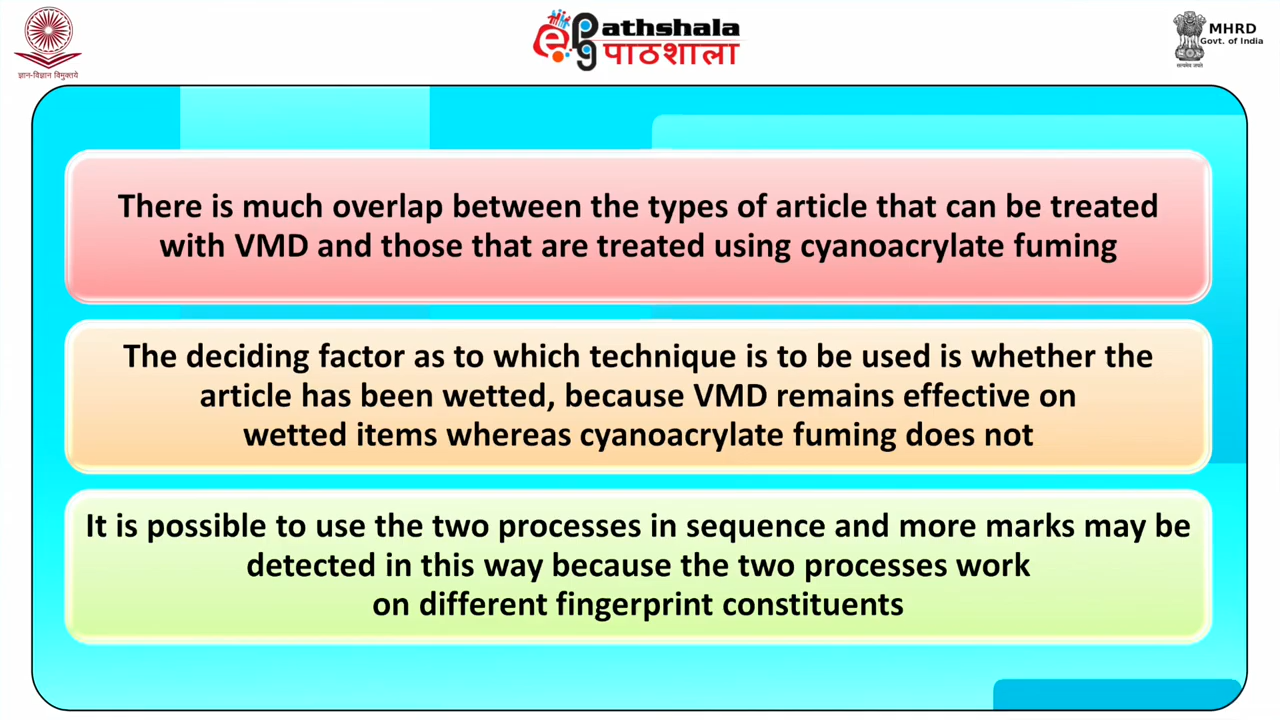 ज्ञान-विज्ञान विमुक्तये
ePathshala
पाठशाला
MHRD
Govt. of India
सत्यमेव जयते
There is much overlap between the types of article that can be treated
with VMD and those that are treated using cyanoacrylate fuming
The deciding factor as to which technique is to be used is whether the
article has been wetted, because VMD remains effective on
wetted items whereas cyanoacrylate fuming does not
It is possible to use the two processes in sequence and more marks may be
detected in this way because the two processes work
on different fingerprint constituents